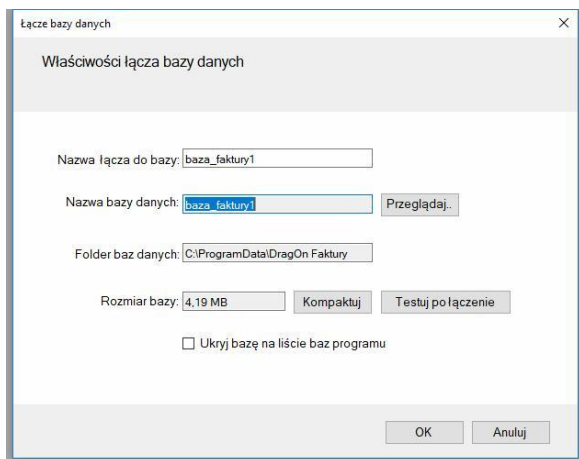 Łącze bazy danych
Właściwości łącza bazy danych
Nazwa łącza do bazy: baza_faktury1
Nazwa bazy danych: baza_faktury1 Przeglądaj..
Folder baz danych: C:\ProgramData\DragOn Faktury
Rozmiar bazy: 4,19 MB Kompaktuj Testuj połączenie
Ukryj bazę na liście baz programu
OK Anuluj